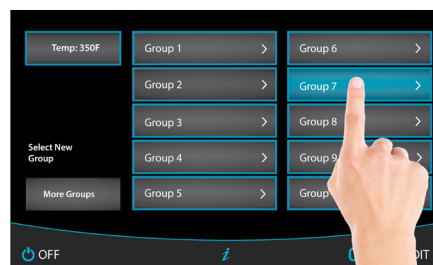 Temp: 350F
Group 1
Group 2
Group 3
Group 4
Group 5
Group 6
Group 7
Group 8
Group 9
Group
Select New
Group
More Groups
OFF
i